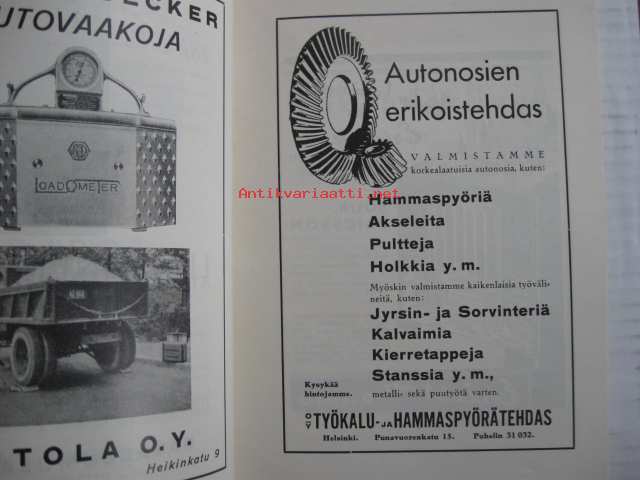 ECKER
UTOVAAKOJA
LOADOMETER
TOLA O.Y.
Heikinkatu 9
Autonosien
erikoistehdas
VALMISTAMME
korkealaatuisia autonosia, kuten:
Hammaspyöriä
Akseleita
Pultteja
Holkkia y. m.
Myöskin valmistamme kaikenlaisia työväli-
neitä, kuten:
Jyrsin- ja Sorvinteriä
Kalvaimia
Kierretappeja
Stanssia y. m.,
Kysykää
hintojamme.
metalli- sekä puutyötä varten.
OY TYÖKALU- JA HAMMASPYÖRÄTEHDAS
Helsinki. Punavuorenkatu 15. Puhelin 31 032.
Antikvariaatti.net